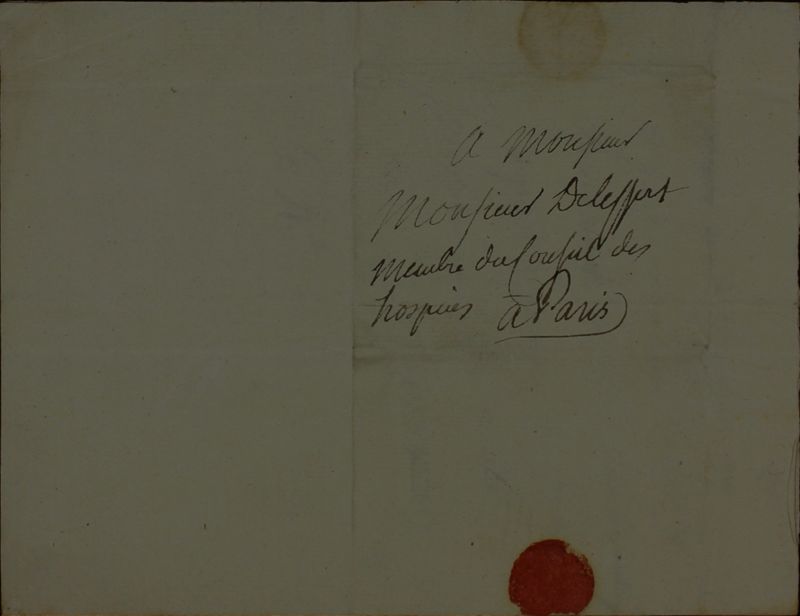 A Monsieur
Monsieur Delessert
Membre du Conseil des
hospices à Paris